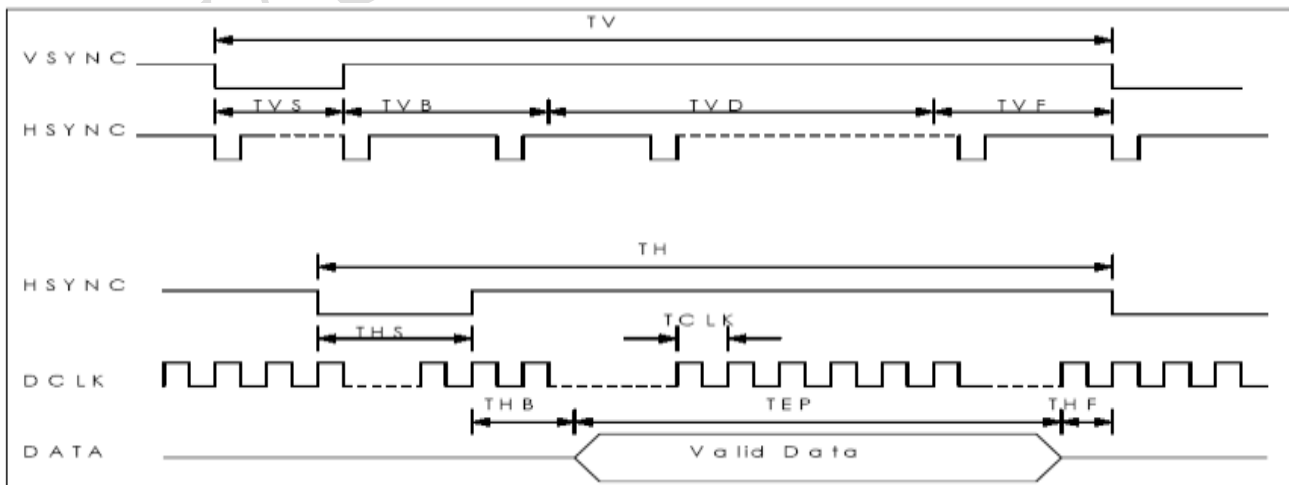 TV
VSYNC
TVS TVB TVD TVF
HSYNC
TH
HSYNC
THS TCLK
DCLK
THB TEP THF
DATA Valid Data